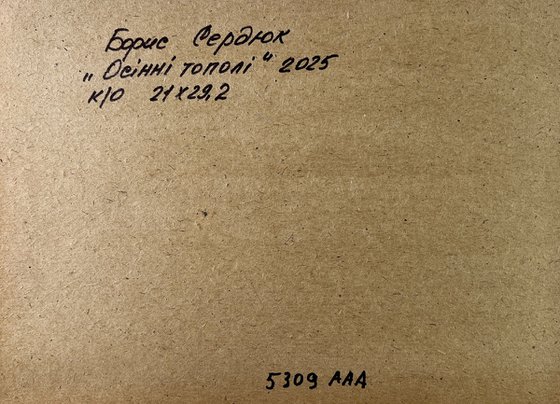 Борис Сердюк
„Осінні тополі“ 2025
к/о 21х29,2
5309 ААА